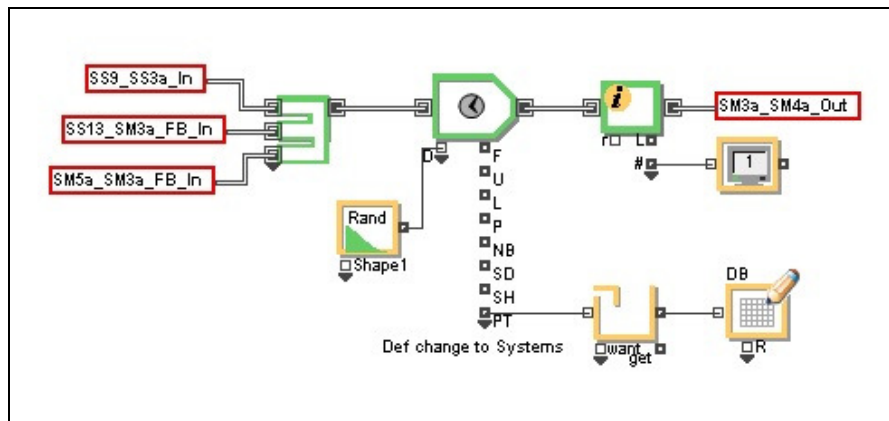 SS9_SS3a_In
SS13_SM3a_FB_In
SM5a_SM3a_FB_In
D
F
U
L
P
NB
SD
SH
PT
Rand
Shape1
i
r L
#
SM3a_SM4a_Out
1
Def change to Systems
want
get
DB
R